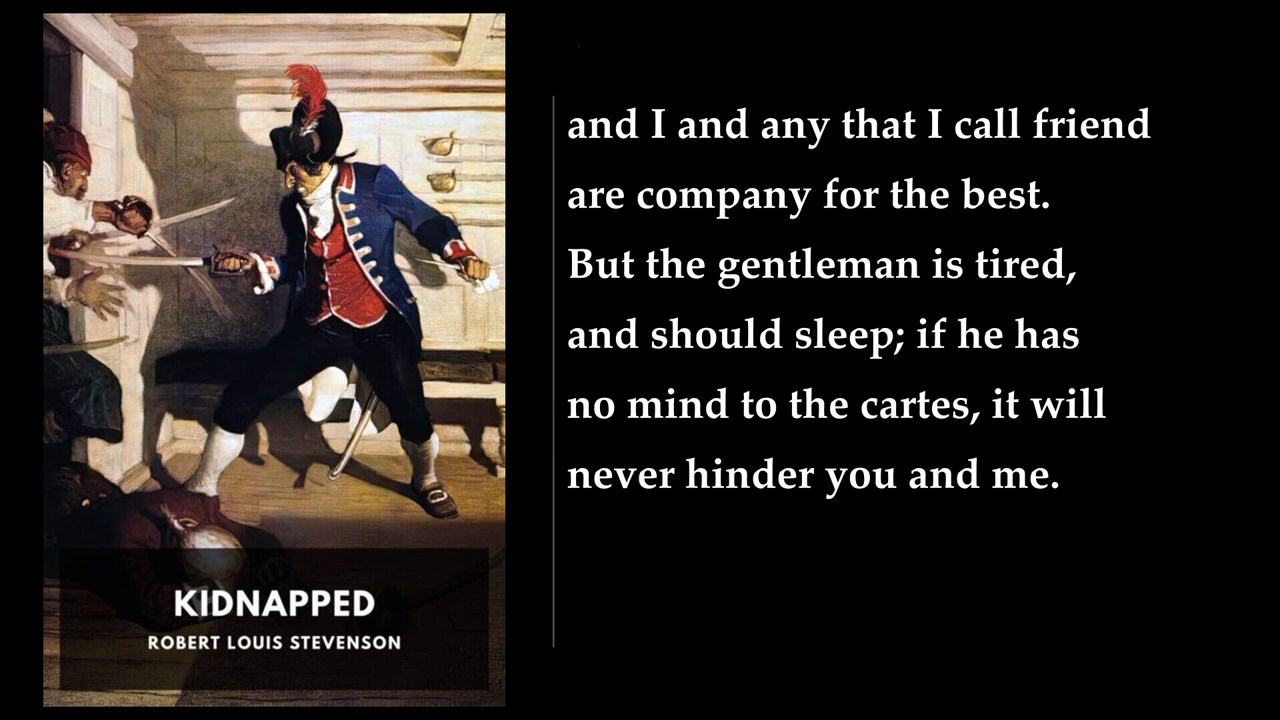 KIDNAPPED
ROBERT LOUIS STEVENSON
and I and any that I call friend
are company for the best.
But the gentleman is tired,
and should sleep; if he has
no mind to the cartes, it will
never hinder you and me.